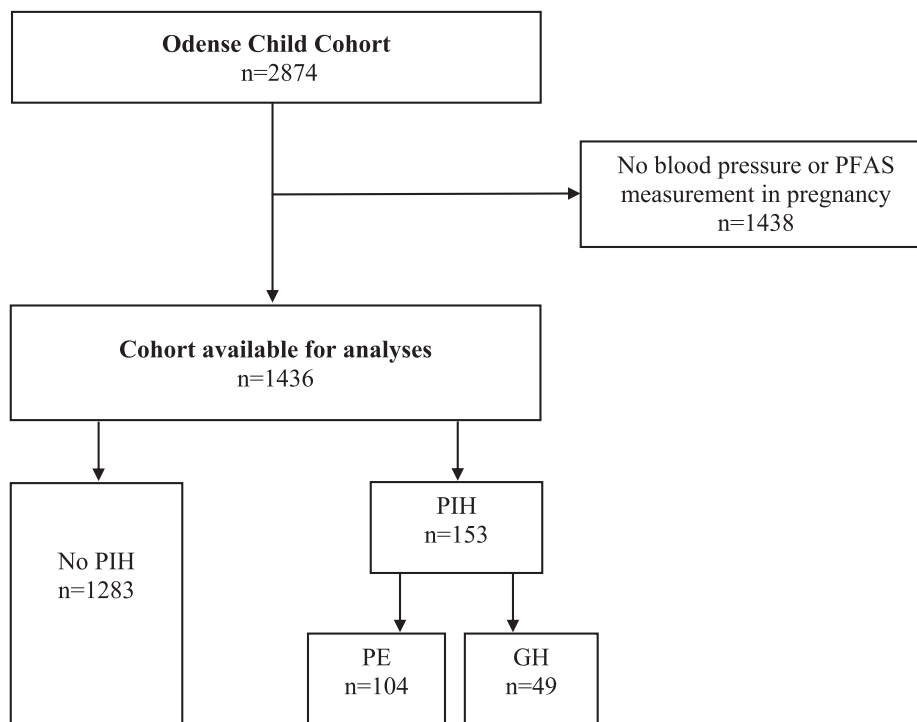 Odense Child Cohort
n=2874
No blood pressure or PFAS
measurement in pregnancy
n=1438
Cohort available for analyses
n=1436
No PIH
n=1283
PIH
n=153
PE
n=104
GH
n=49